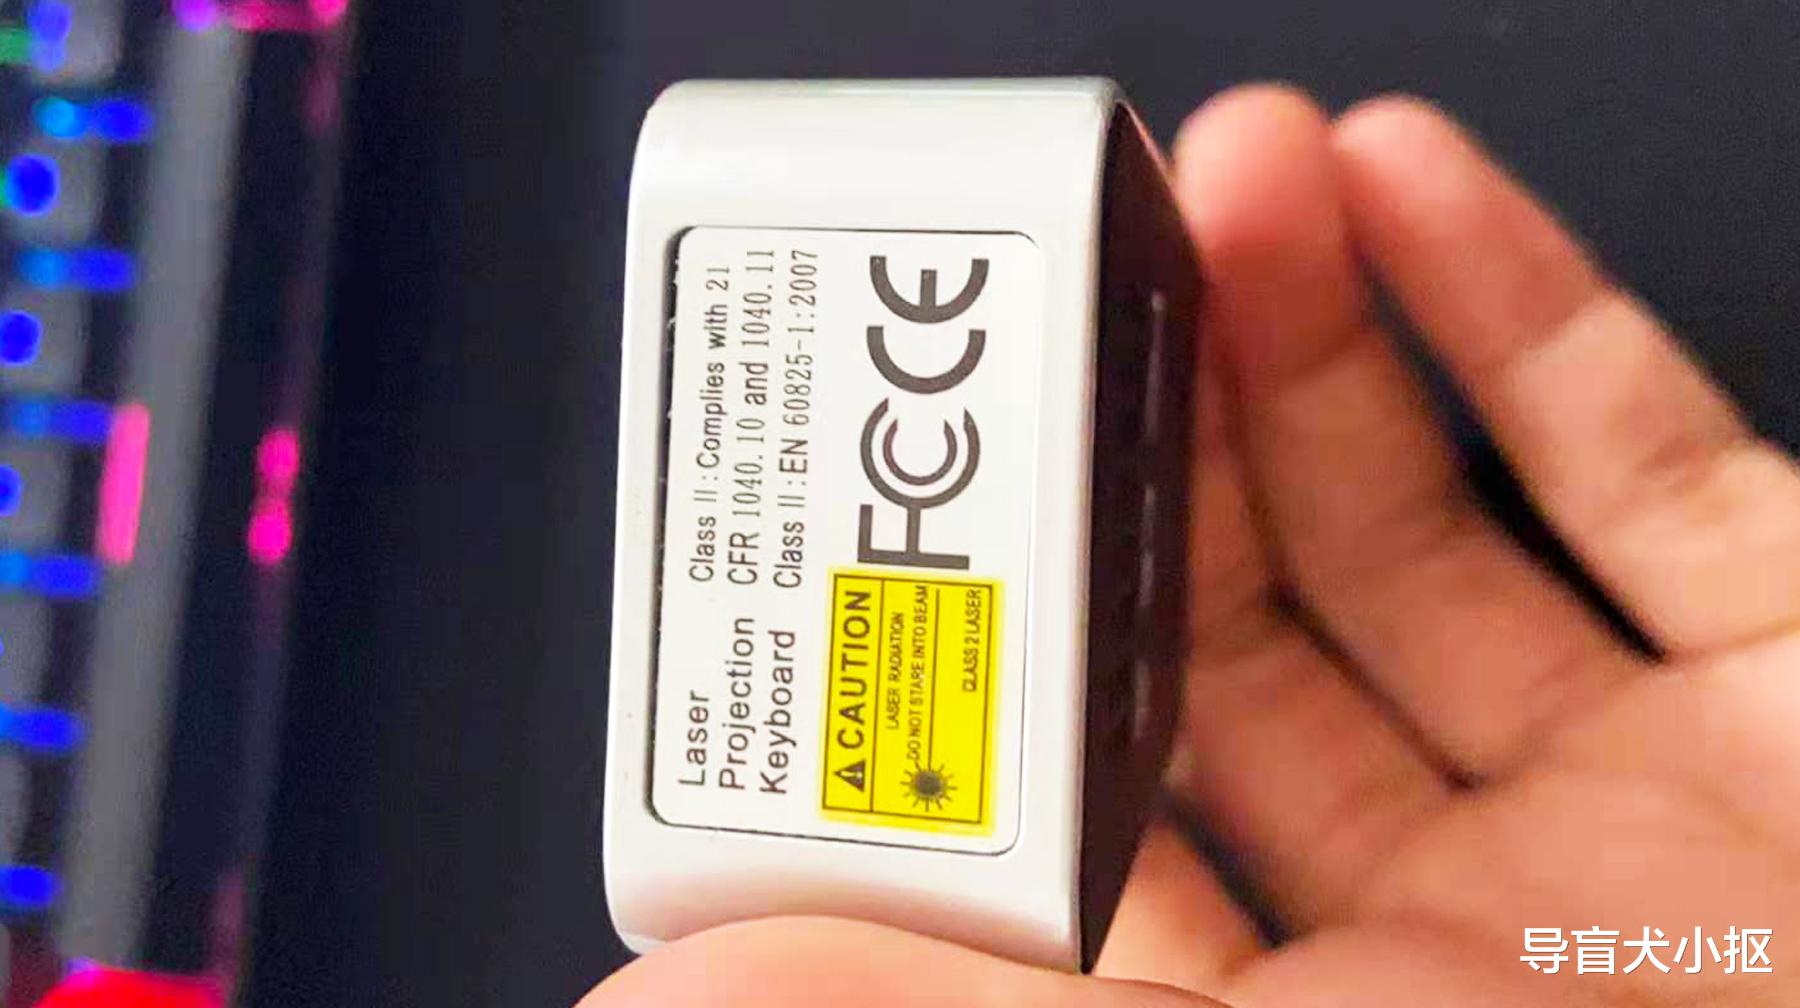 Laser
Projection
Keyboard
Class II:Complies with 21
CFR 1040.10 and 1040.11
Class II:EN 60825-1:2007
CAUTION
LASER RADIATION
DO NOT STARE INTO BEAM
CLASS 2 LASER
FC CE
导盲犬小抠